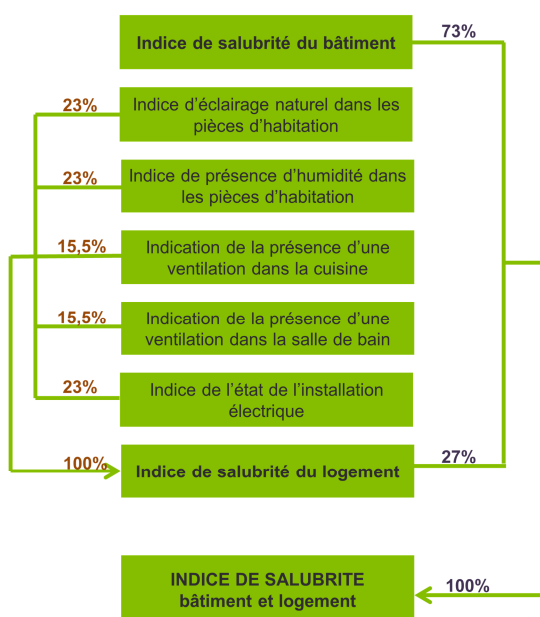 Indice de salubrité du bâtiment
73%
23%
Indice d'éclairage naturel dans les
pièces d'habitation
23%
Indice de présence d'humidité dans
les pièces d'habitation
15,5%
Indication de la présence d'une
ventilation dans la cuisine
15,5%
Indication de la présence d'une
ventilation dans la salle de bain
23%
Indice de l'état de l'installation
électrique
100%
Indice de salubrité du logement
27%
INDICE DE SALUBRITE
bâtiment et logement
100%